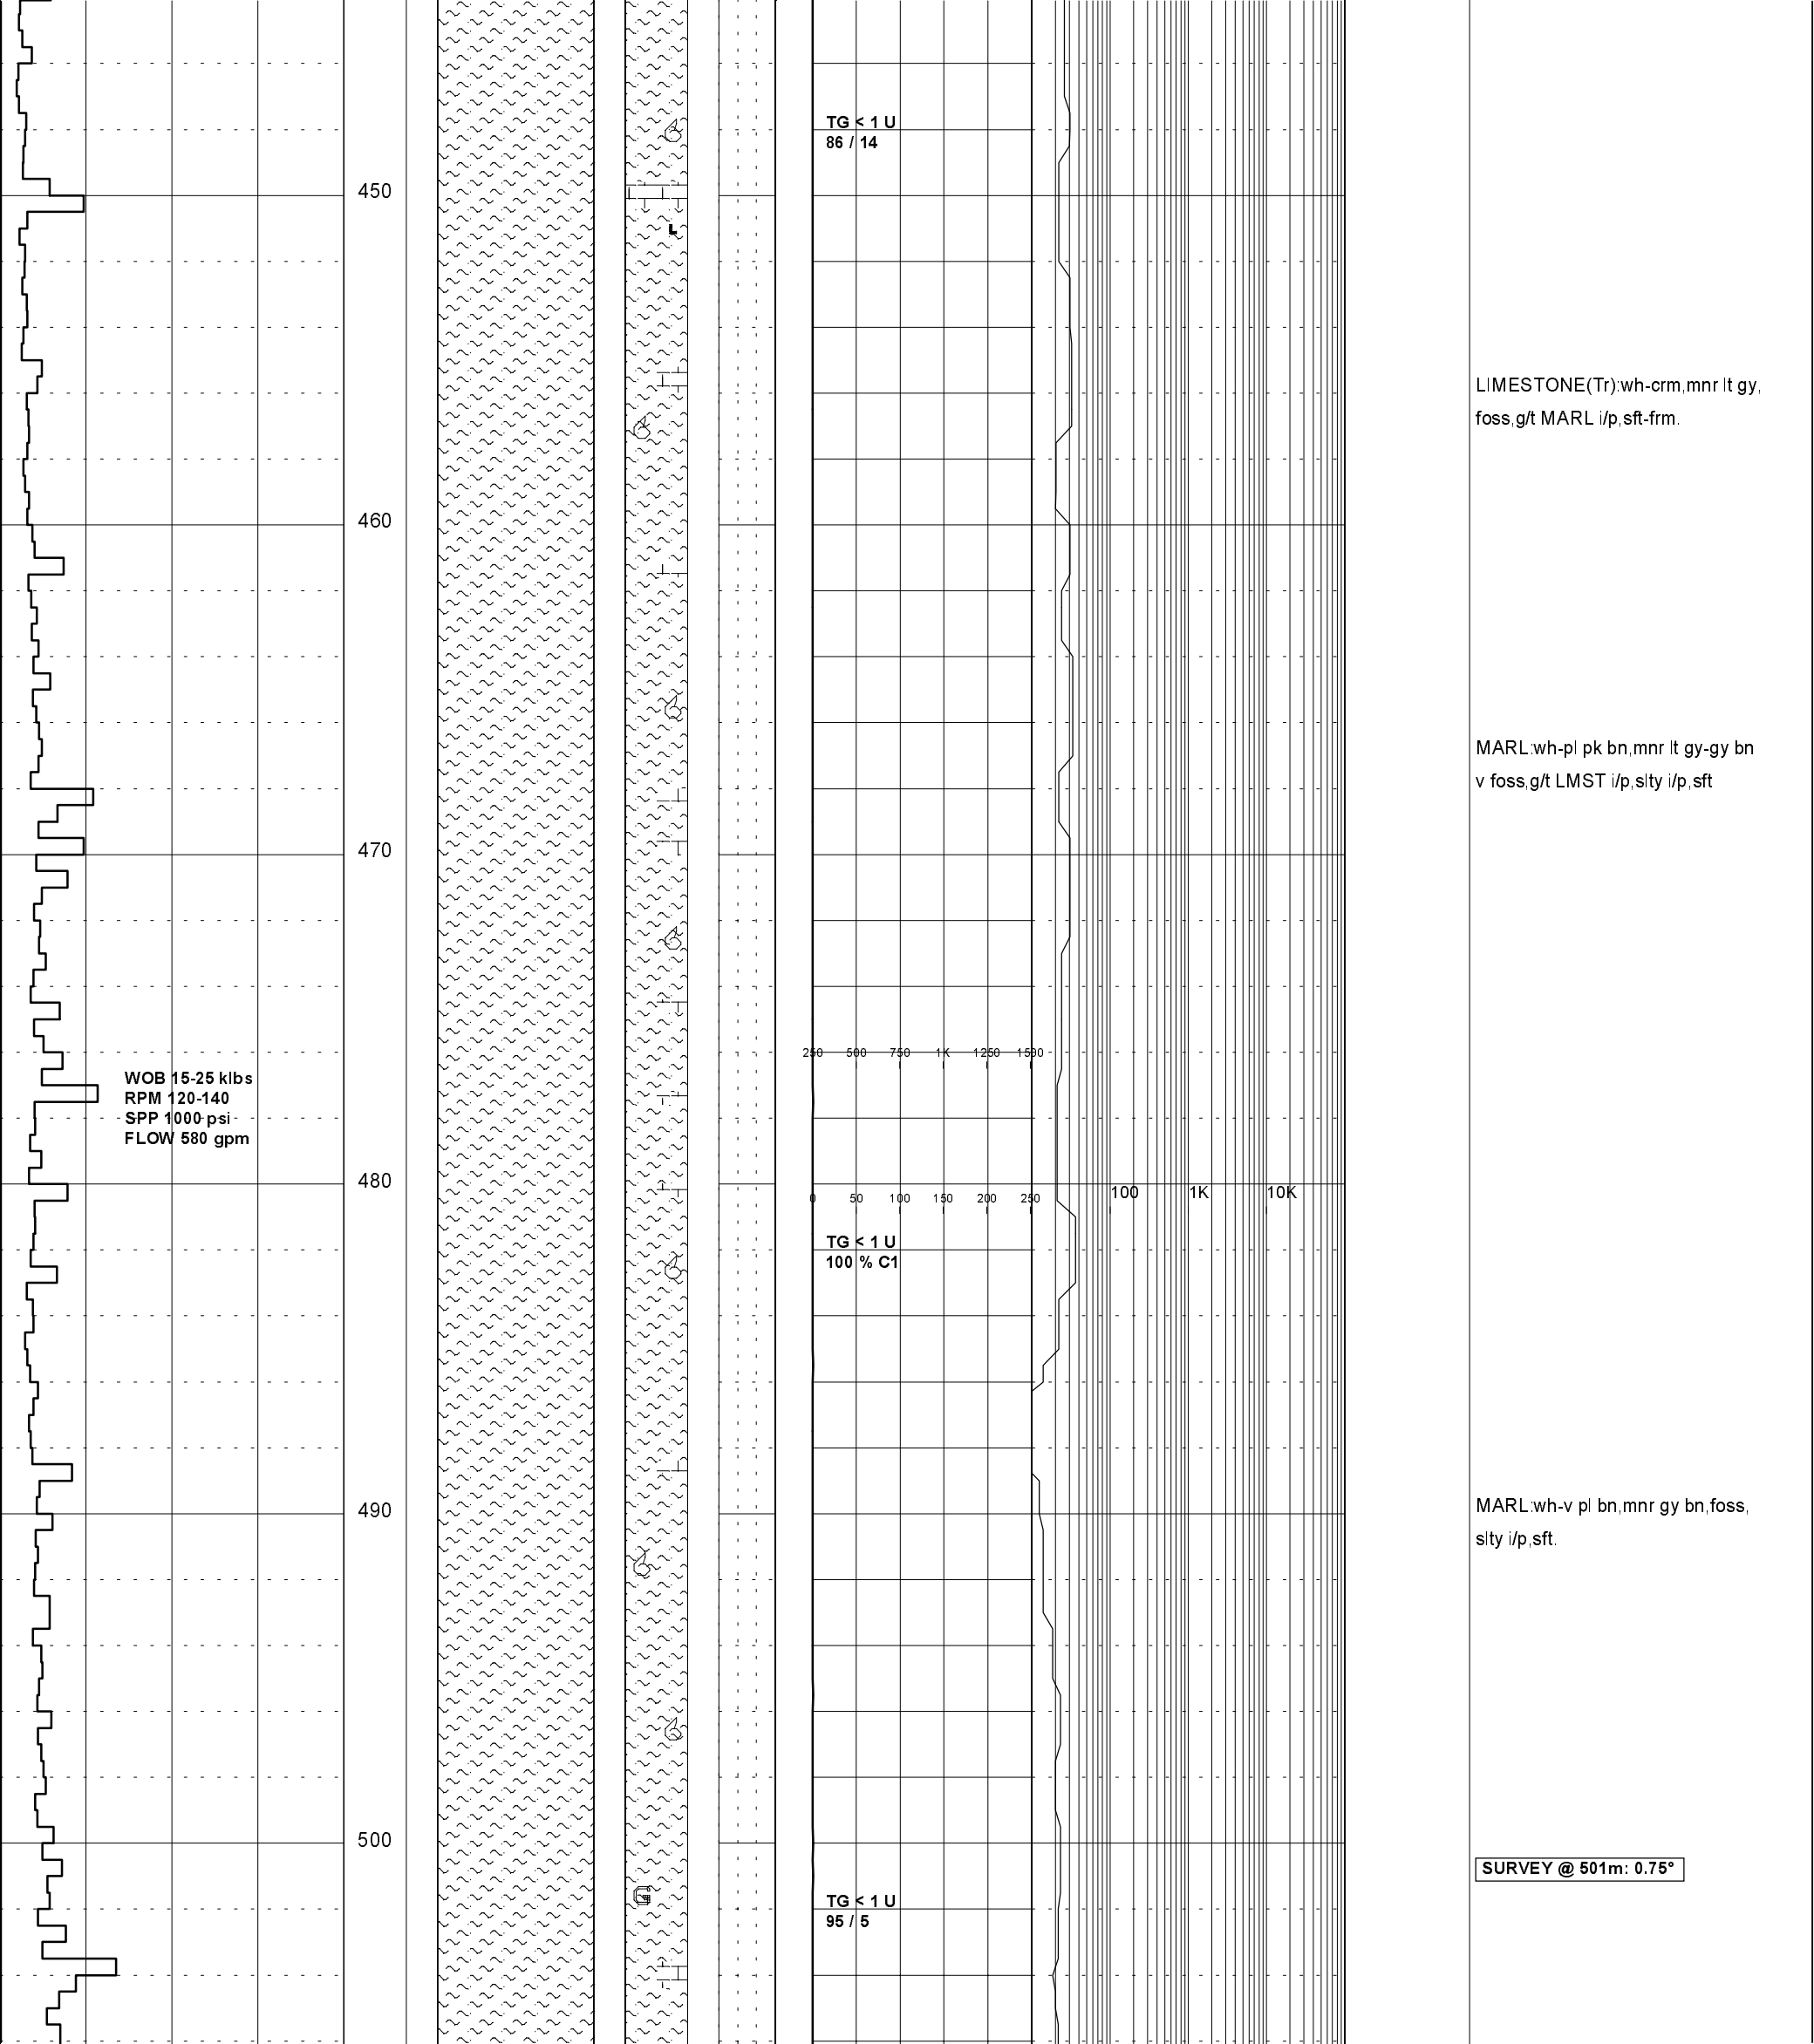 TG < 1 U
86 / 14
450
L
LIMESTONE(Tr):wh-crm,mnr lt gy,
foss,g/t MARL i/p,sft-frm.
460
MARL:wh-pl pk bn,mnr lt gy-gy bn
v foss,g/t LMST i/p,slty i/p,sft
470
250 500 750 1K 1250 1500
WOB 15-25 klbs
RPM 120-140
SPP 1000 psi
FLOW 580 gpm
480
0 50 100 150 200 250 100 1K 10K
TG < 1 U
100 % C1
490
MARL:wh-v pl bn,mnr gy bn,foss,
slty i/p,sft.
500
SURVEY @ 501m: 0.75°
G
TG < 1 U
95 / 5